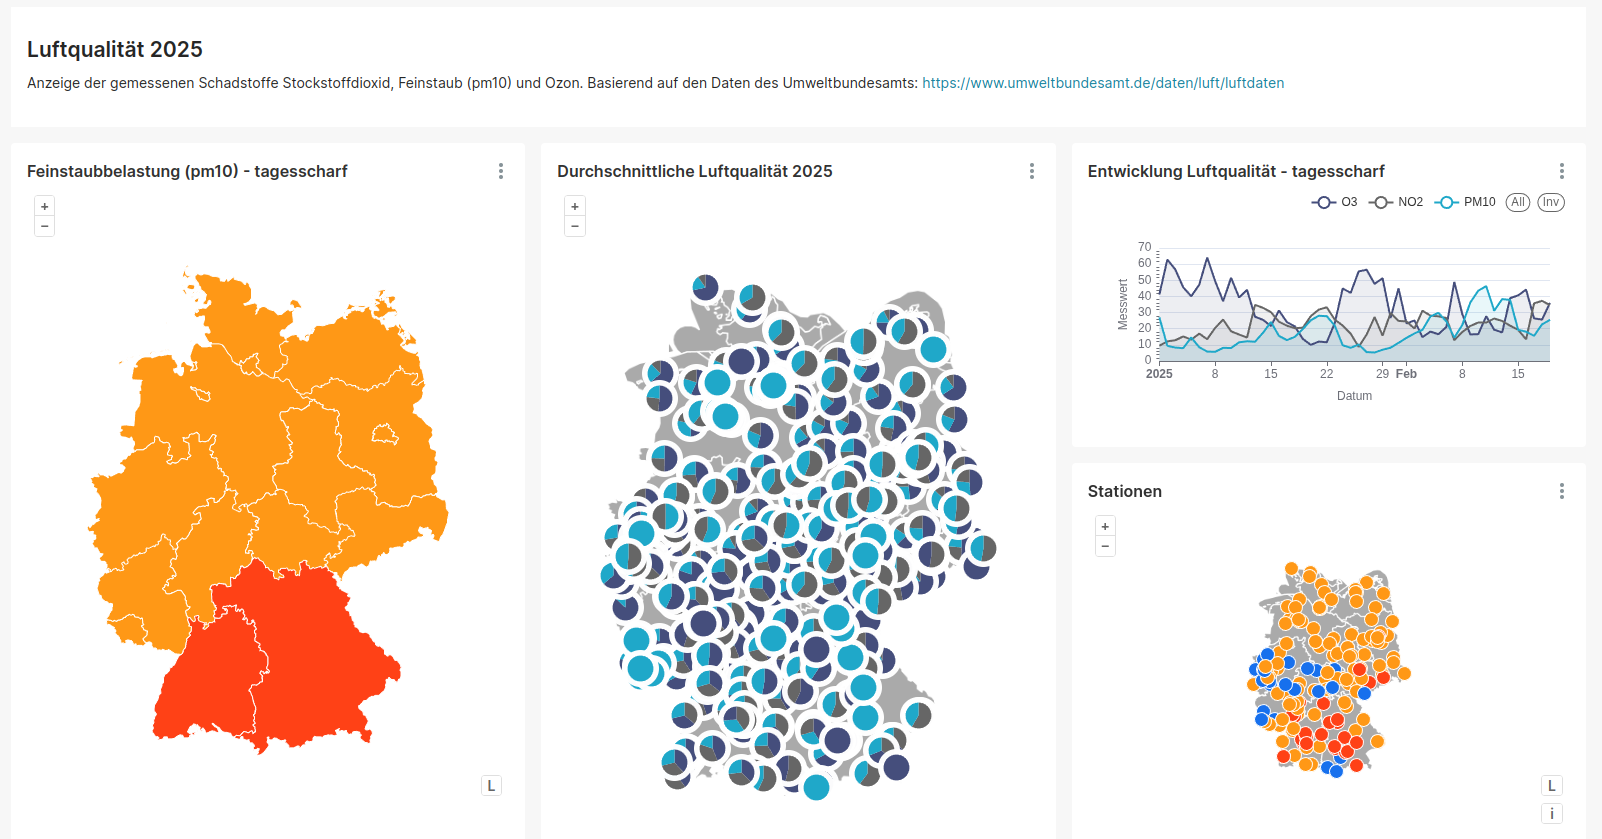 Luftqualität 2025
Anzeige der gemessenen Schadstoffe Stockstoffdioxid, Feinstaub (pm10) und Ozon. Basierend auf den Daten des Umweltbundesamts: https://www.umweltbundesamt.de/daten/luft/luftdaten
Feinstaubbelastung (pm10) - tagesscharf
+
−
L
Durchschnittliche Luftqualität 2025
+
−
Entwicklung Luftqualität - tagesscharf
O3 NO2 PM10 All Inv
Messwert
70
60
50
40
30
20
10
0
2025 8 15 22 29 Feb 8 15
Datum
Stationen
+
−
L
i